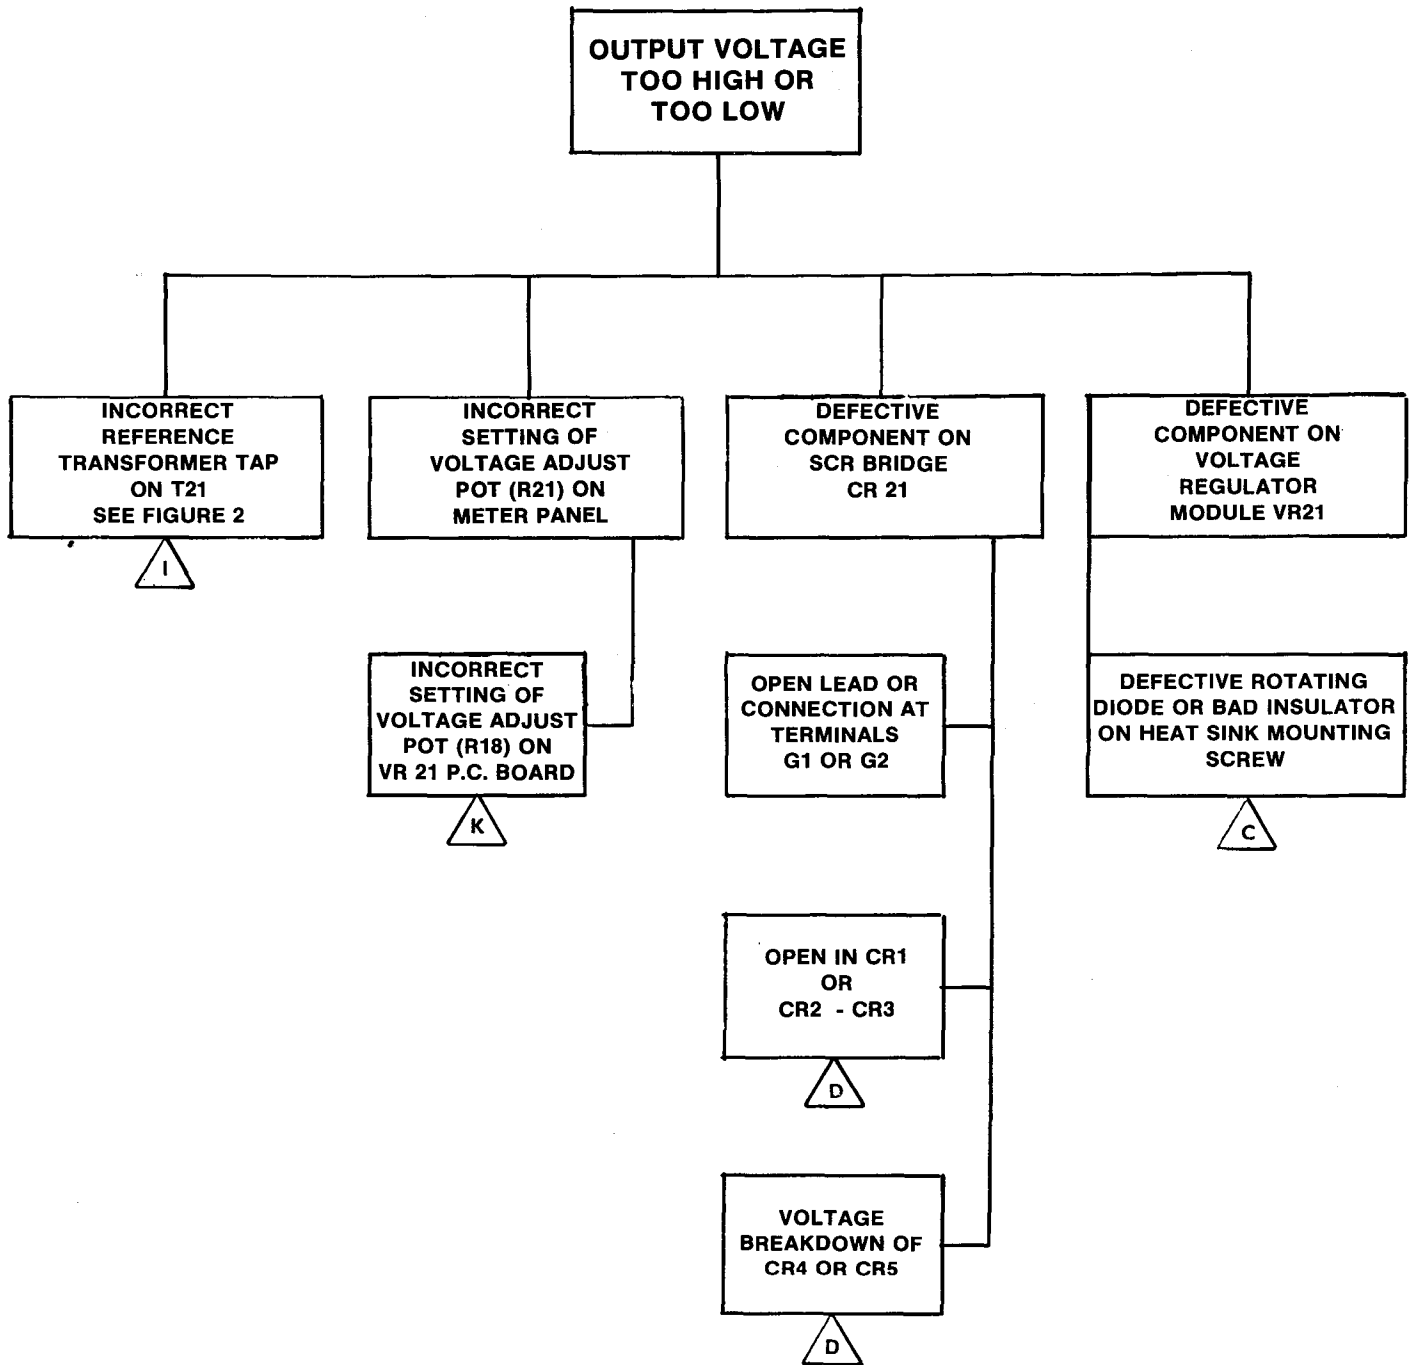 OUTPUT VOLTAGE
TOO HIGH OR
TOO LOW
INCORRECT
REFERENCE
TRANSFORMER TAP
ON T21
SEE FIGURE 2
I
INCORRECT
SETTING OF
VOLTAGE ADJUST
POT (R21) ON
METER PANEL
INCORRECT
SETTING OF
VOLTAGE ADJUST
POT (R18) ON
VR 21 P.C. BOARD
K
DEFECTIVE
COMPONENT ON
SCR BRIDGE
CR 21
OPEN LEAD OR
CONNECTION AT
TERMINALS
G1 OR G2
OPEN IN CR1
OR
CR2 - CR3
D
VOLTAGE
BREAKDOWN OF
CR4 OR CR5
D
DEFECTIVE
COMPONENT ON
VOLTAGE
REGULATOR
MODULE VR21
DEFECTIVE ROTATING
DIODE OR BAD INSULATOR
ON HEAT SINK MOUNTING
SCREW
C